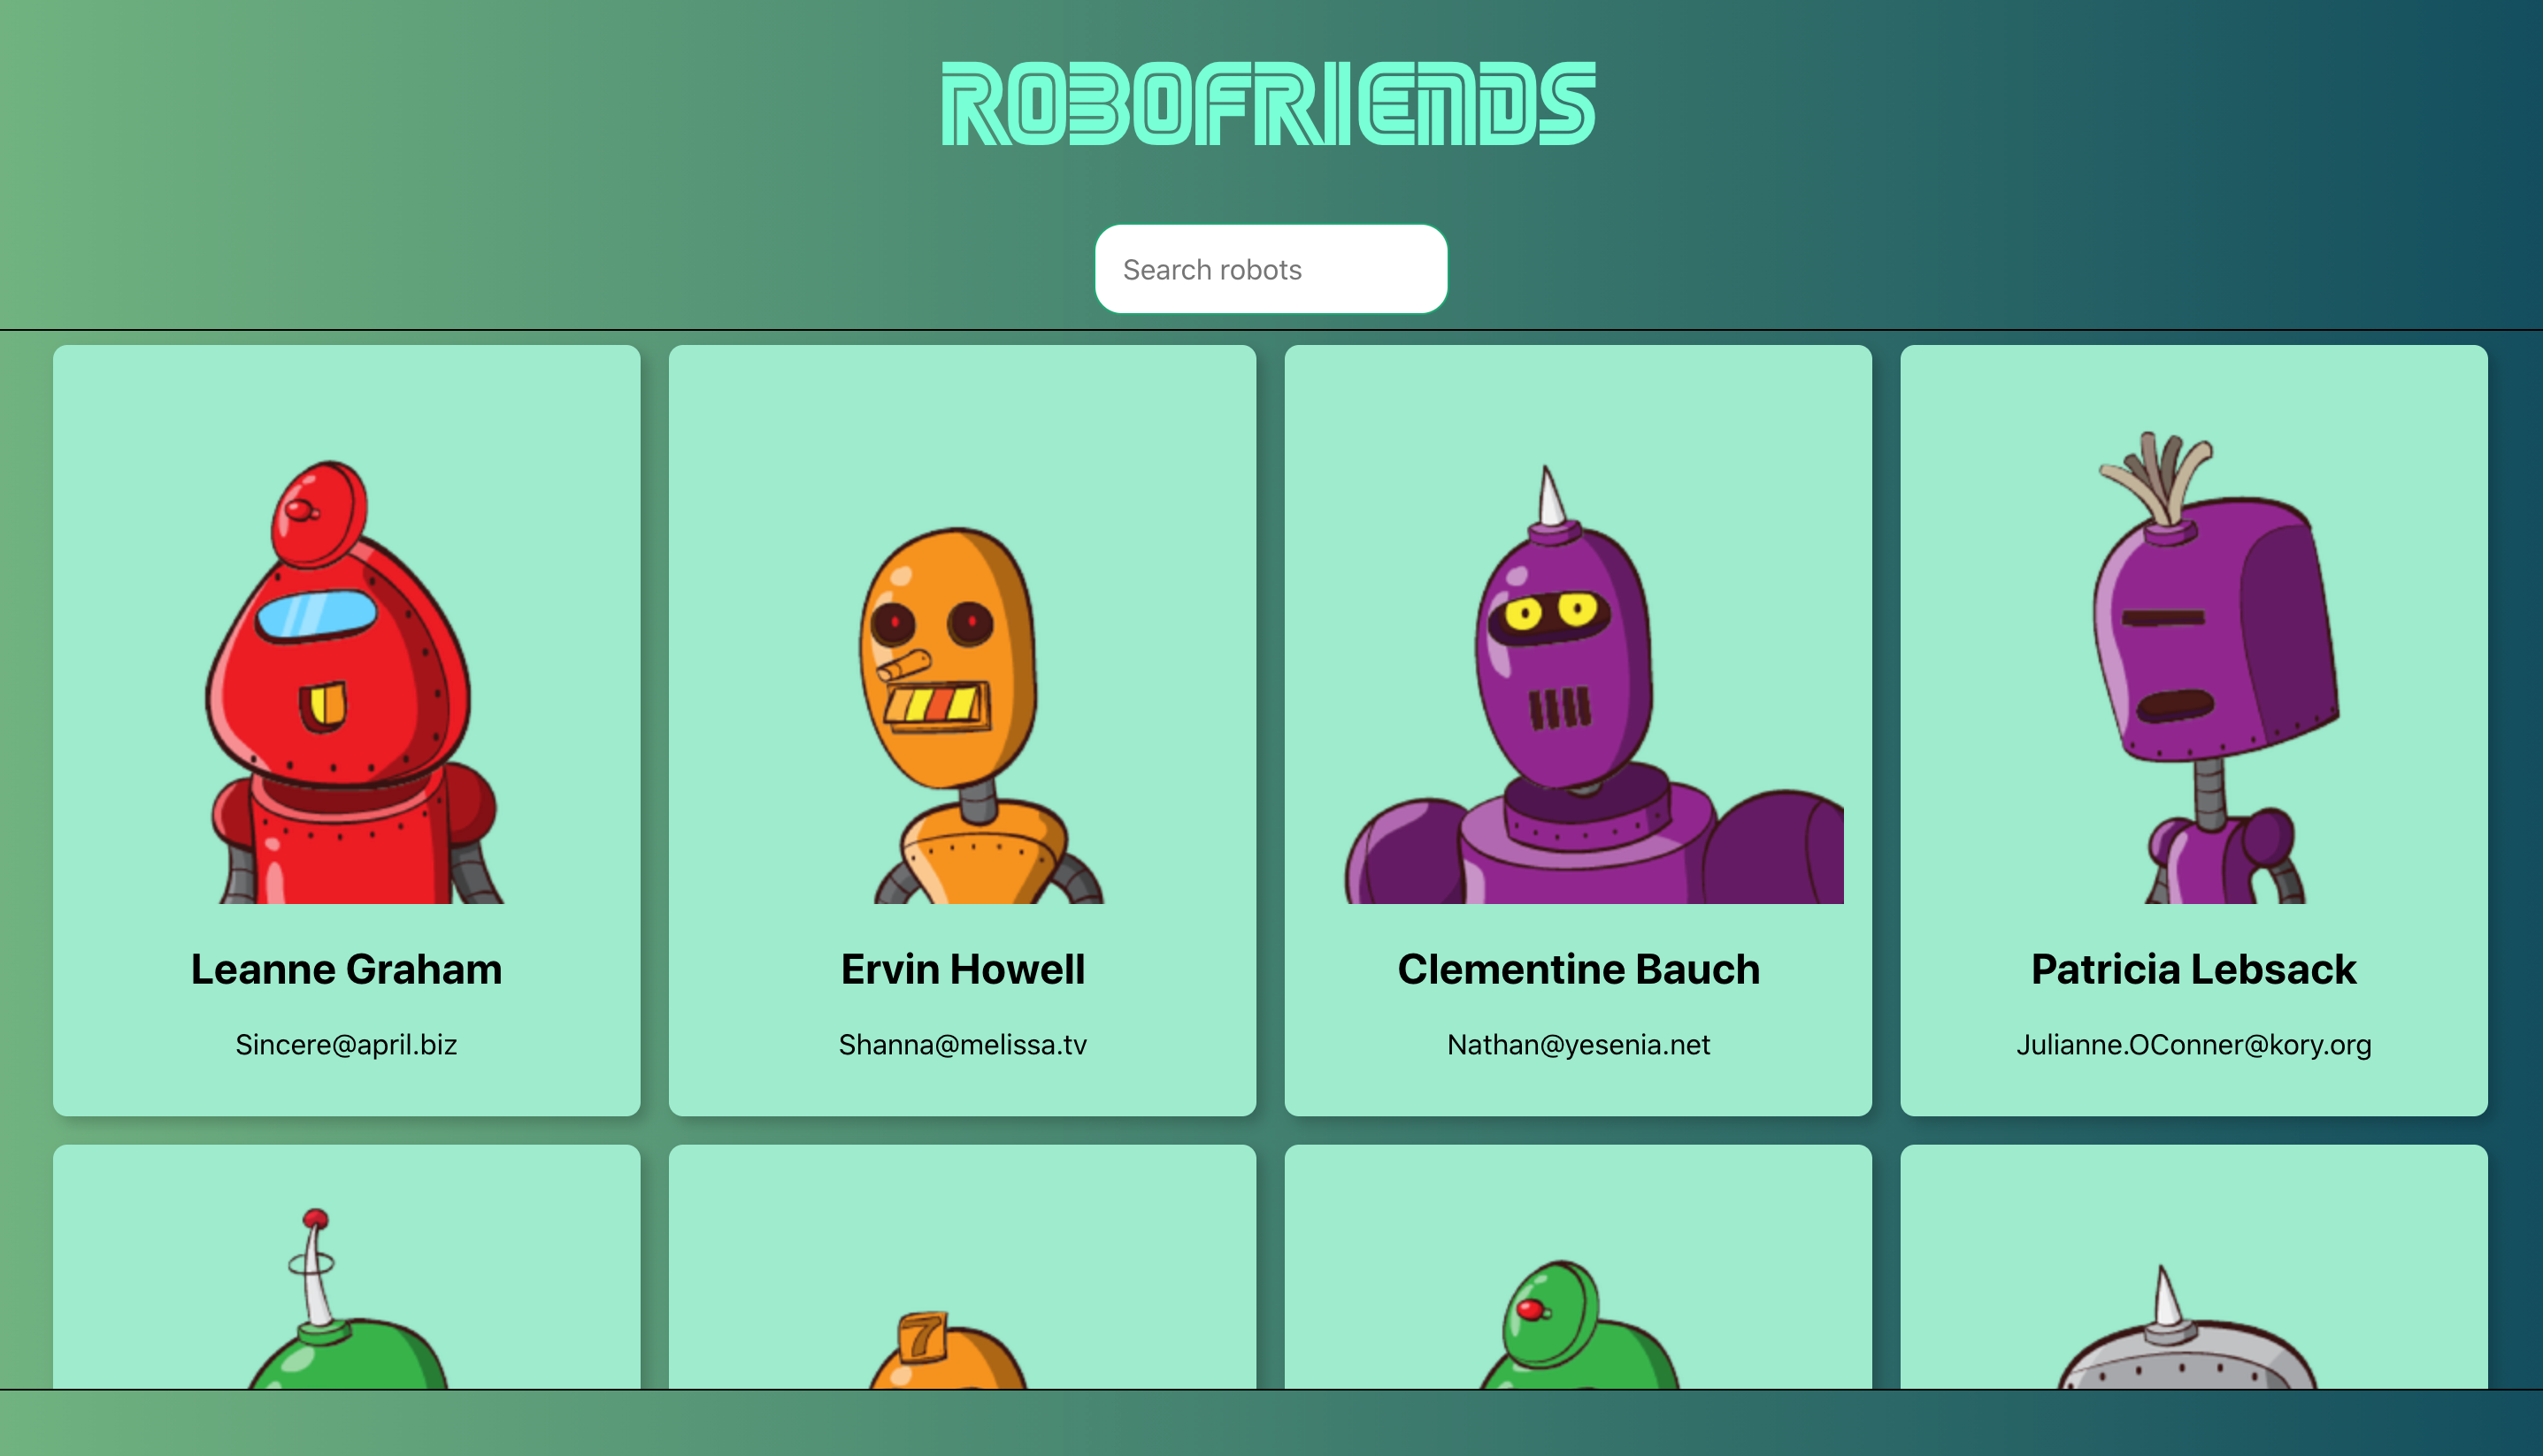 ROBOFRIENDS
Search robots
Leanne Graham
Sincere@april.biz
Ervin Howell
Shanna@melissa.tv
Clementine Bauch
Nathan@yesenia.net
Patricia Lebsack
Julianne.OConner@kory.org
7